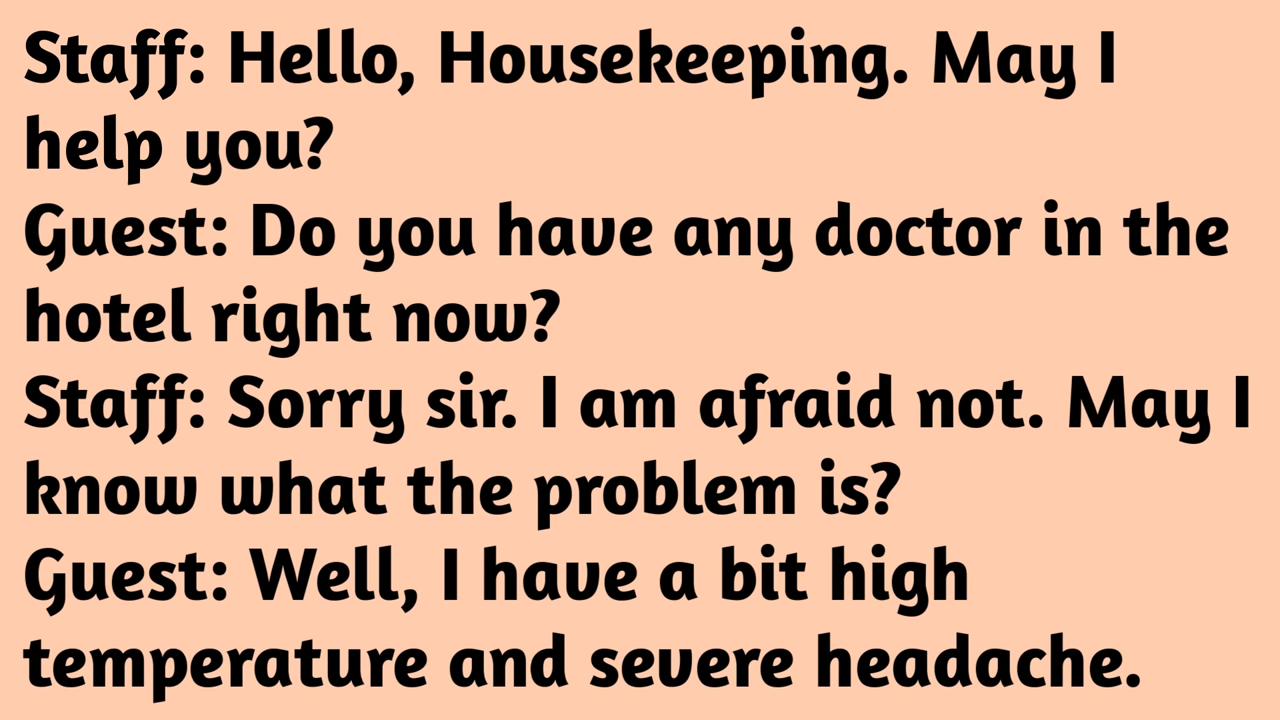 Staff: Hello, Housekeeping. May I
help you?
Guest: Do you have any doctor in the
hotel right now?
Staff: Sorry sir. I am afraid not. May I
know what the problem is?
Guest: Well, I have a bit high
temperature and severe headache.